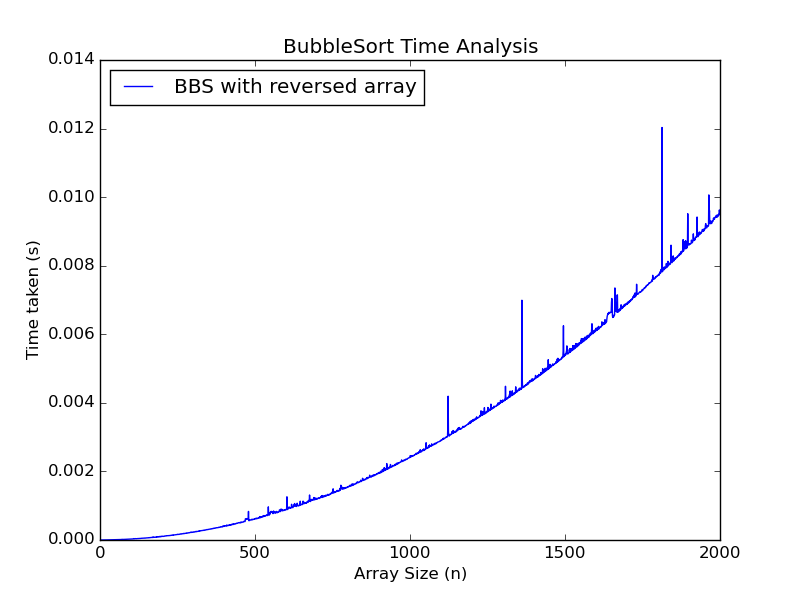 BubbleSort Time Analysis
BBS with reversed array
Time taken (s)
0.014
0.012
0.010
0.008
0.006
0.004
0.002
0.000
0 500 1000 1500 2000
Array Size (n)